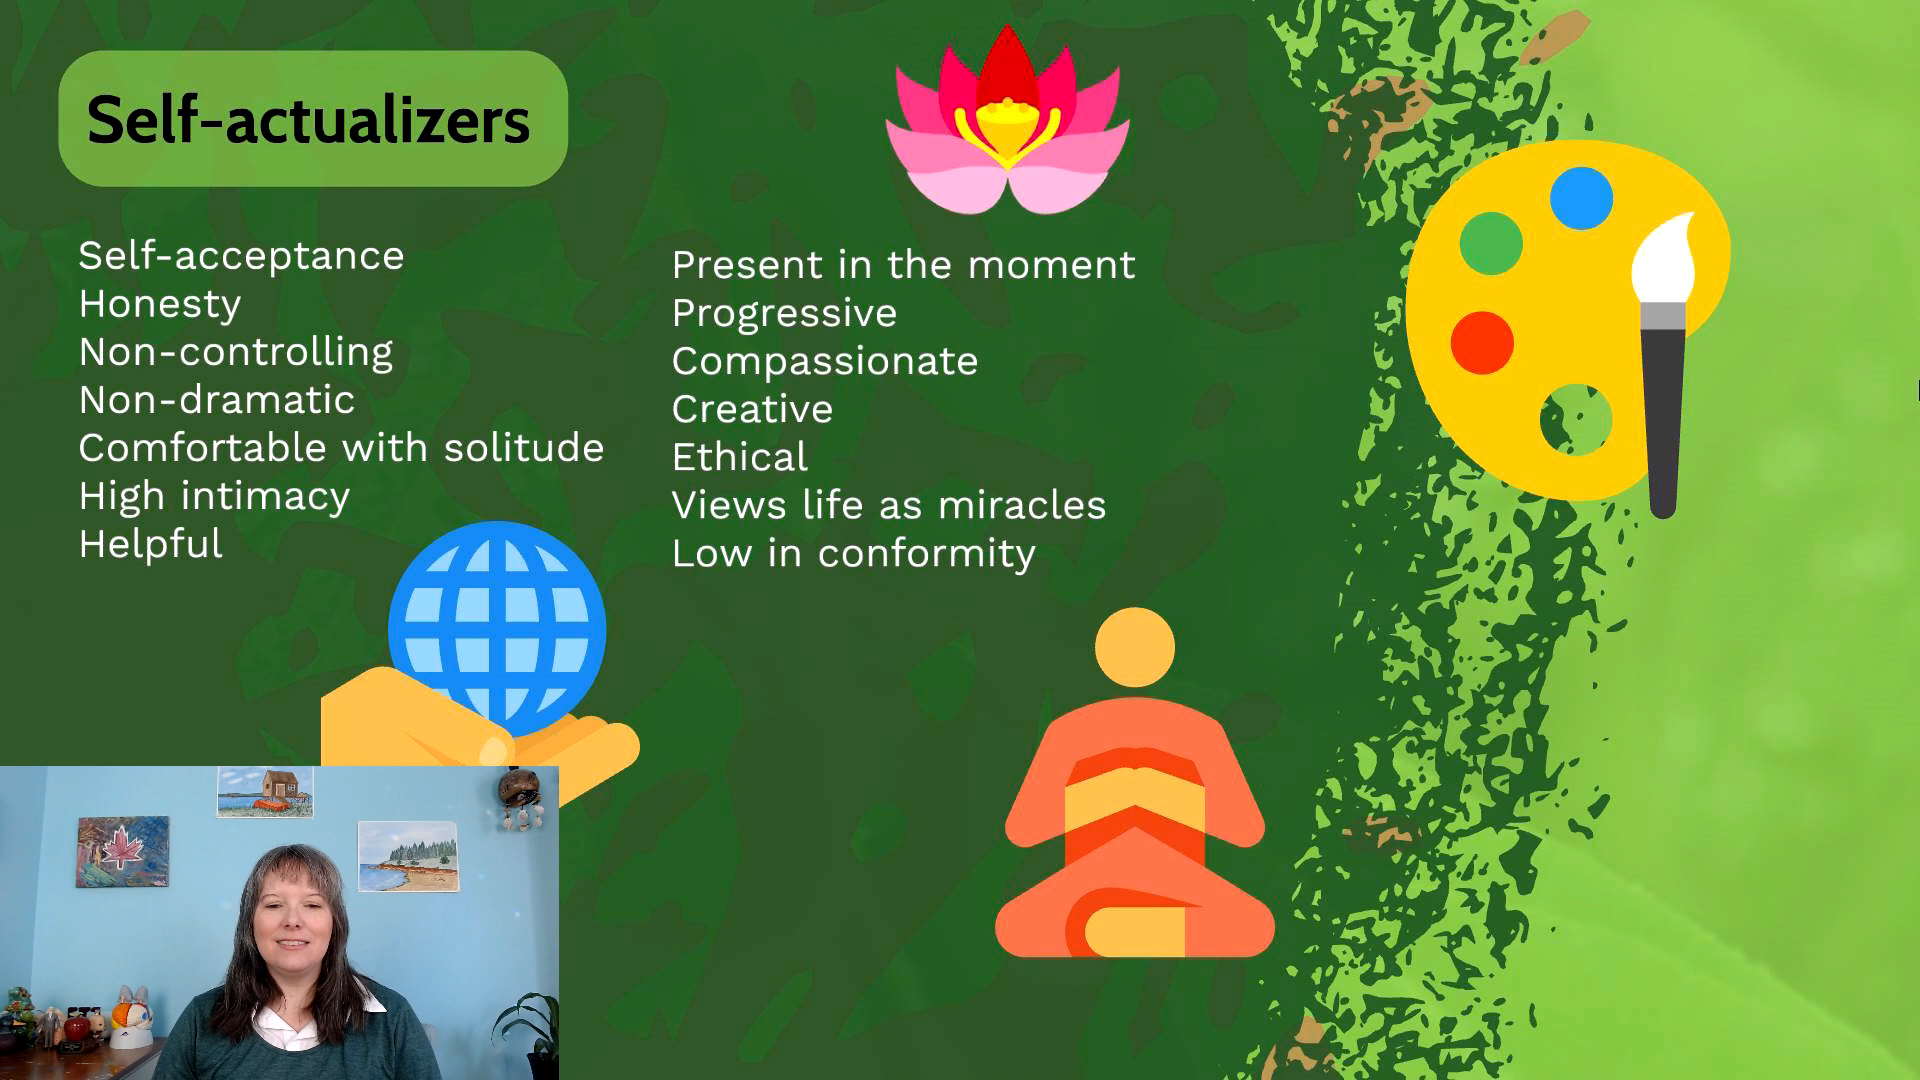 Self-actualizers
Self-acceptance
Honesty
Non-controlling
Non-dramatic
Comfortable with solitude
High intimacy
Helpful
Present in the moment
Progressive
Compassionate
Creative
Ethical
Views life as miracles
Low in conformity